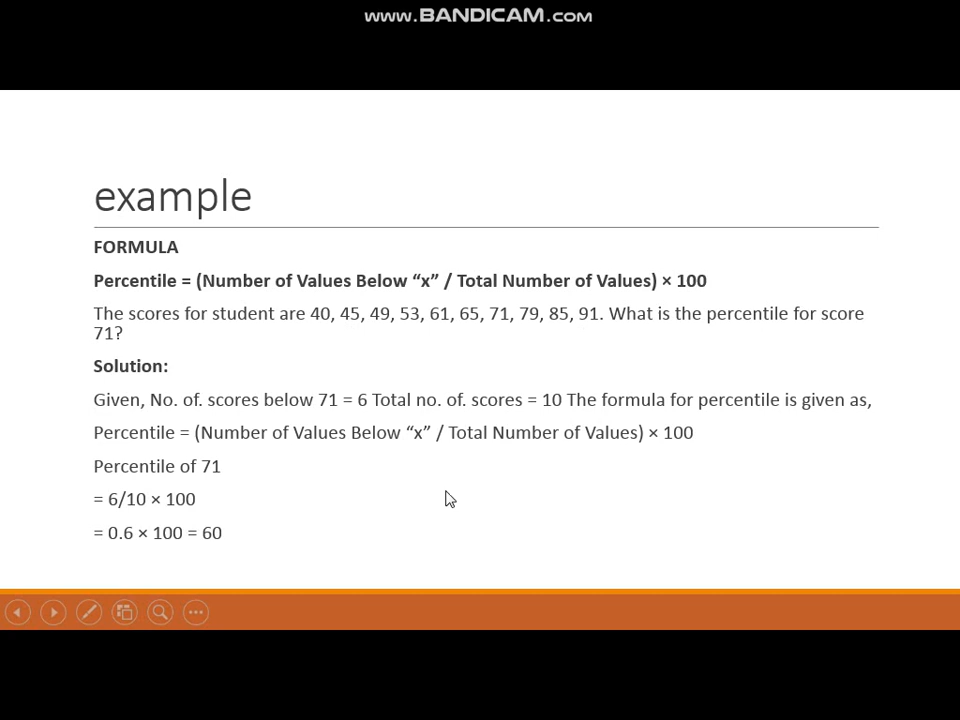 www.BANDICAM.com
example
FORMULA
Percentile = (Number of Values Below “x” / Total Number of Values) × 100
The scores for student are 40, 45, 49, 53, 61, 65, 71, 79, 85, 91. What is the percentile for score
71?
Solution:
Given, No. of. scores below 71 = 6 Total no. of. scores = 10 The formula for percentile is given as,
Percentile = (Number of Values Below “x” / Total Number of Values) × 100
Percentile of 71
= 6/10 × 100
= 0.6 × 100 = 60